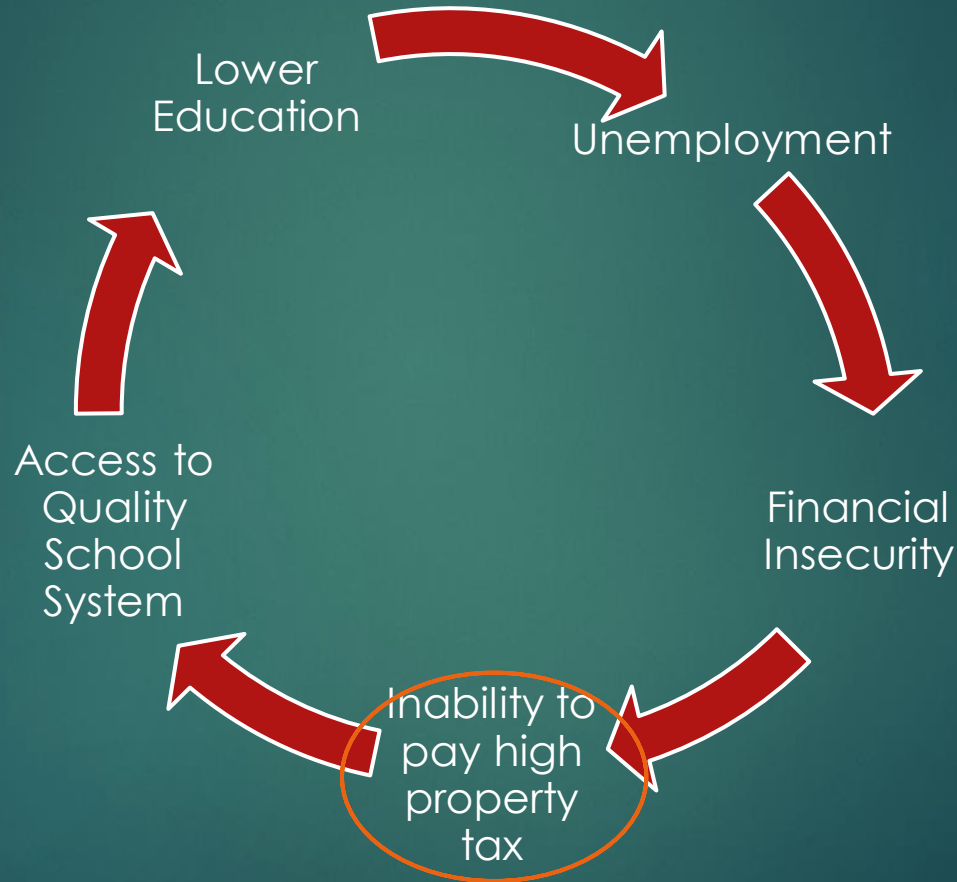 Lower
Education
Unemployment
Financial
Insecurity
Inability to
pay high
property
tax
Access to
Quality
School
System